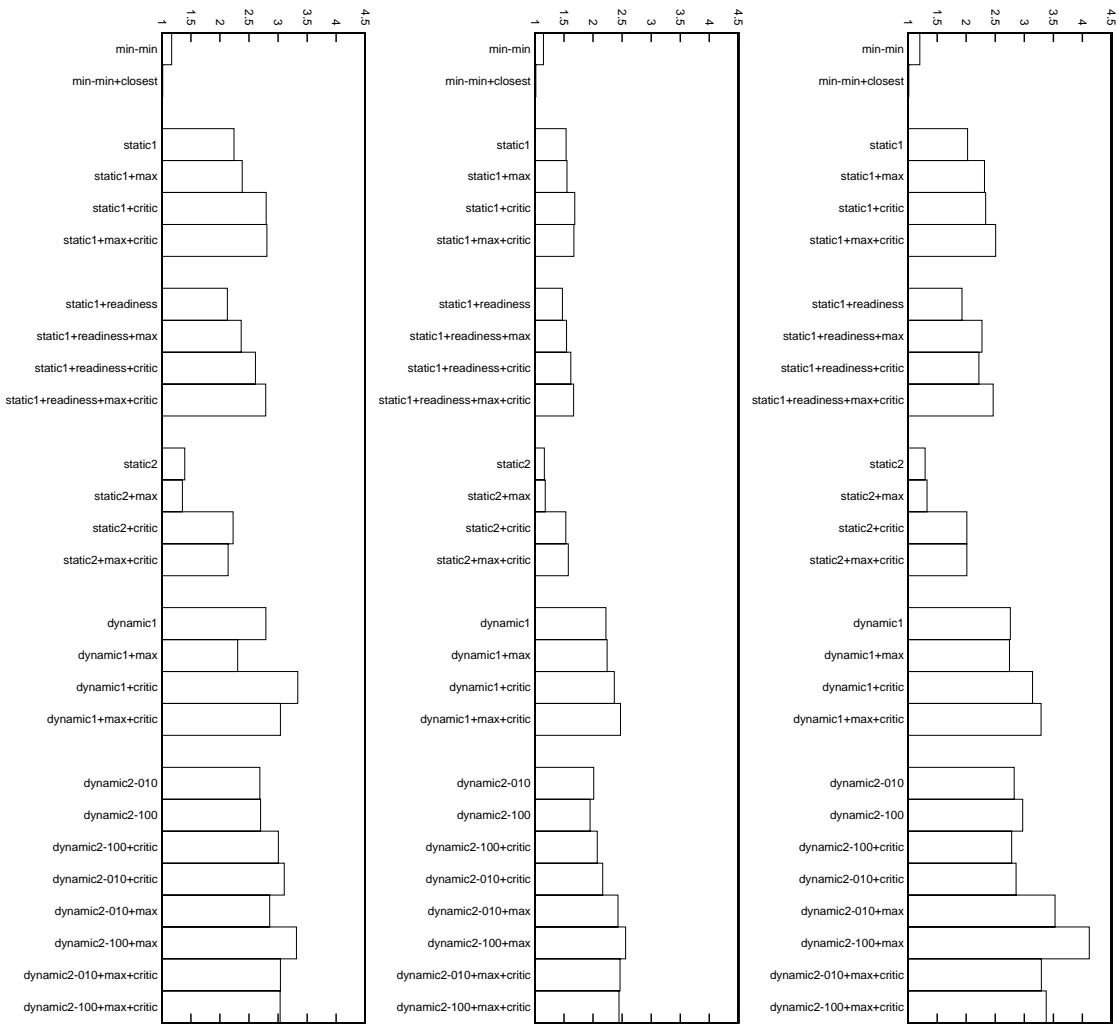 1 1.5 2 2.5 3 3.5 4 4.5
min-min
min-min+closest
static1
static1+max
static1+critic
static1+max+critic
static1+readiness
static1+readiness+max
static1+readiness+critic
static1+readiness+max+critic
static2
static2+max
static2+critic
static2+max+critic
dynamic1
dynamic1+max
dynamic1+critic
dynamic1+max+critic
dynamic2-010
dynamic2-100
dynamic2-100+critic
dynamic2-010+critic
dynamic2-010+max
dynamic2-100+max
dynamic2-010+max+critic
dynamic2-100+max+critic
1 1.5 2 2.5 3 3.5 4 4.5
min-min
min-min+closest
static1
static1+max
static1+critic
static1+max+critic
static1+readiness
static1+readiness+max
static1+readiness+critic
static1+readiness+max+critic
static2
static2+max
static2+critic
static2+max+critic
dynamic1
dynamic1+max
dynamic1+critic
dynamic1+max+critic
dynamic2-010
dynamic2-100
dynamic2-100+critic
dynamic2-010+critic
dynamic2-010+max
dynamic2-100+max
dynamic2-010+max+critic
dynamic2-100+max+critic
1 1.5 2 2.5 3 3.5 4 4.5
min-min
min-min+closest
static1
static1+max
static1+critic
static1+max+critic
static1+readiness
static1+readiness+max
static1+readiness+critic
static1+readiness+max+critic
static2
static2+max
static2+critic
static2+max+critic
dynamic1
dynamic1+max
dynamic1+critic
dynamic1+max+critic
dynamic2-010
dynamic2-100
dynamic2-100+critic
dynamic2-010+critic
dynamic2-010+max
dynamic2-100+max
dynamic2-010+max+critic
dynamic2-100+max+critic